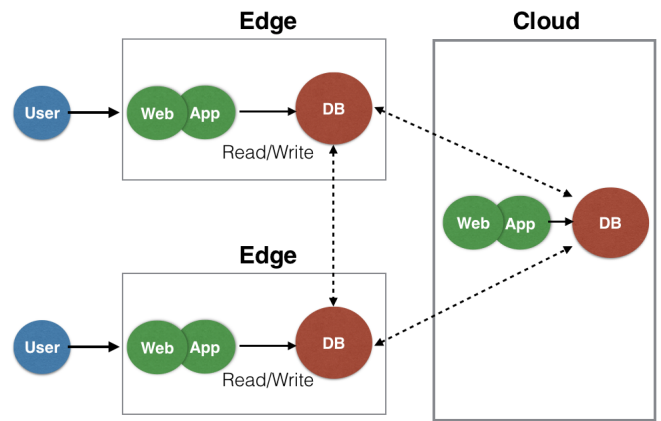 Edge
Cloud
User
Web
App
DB
Read/Write
Web
App
DB
Edge
User
Web
App
DB
Read/Write